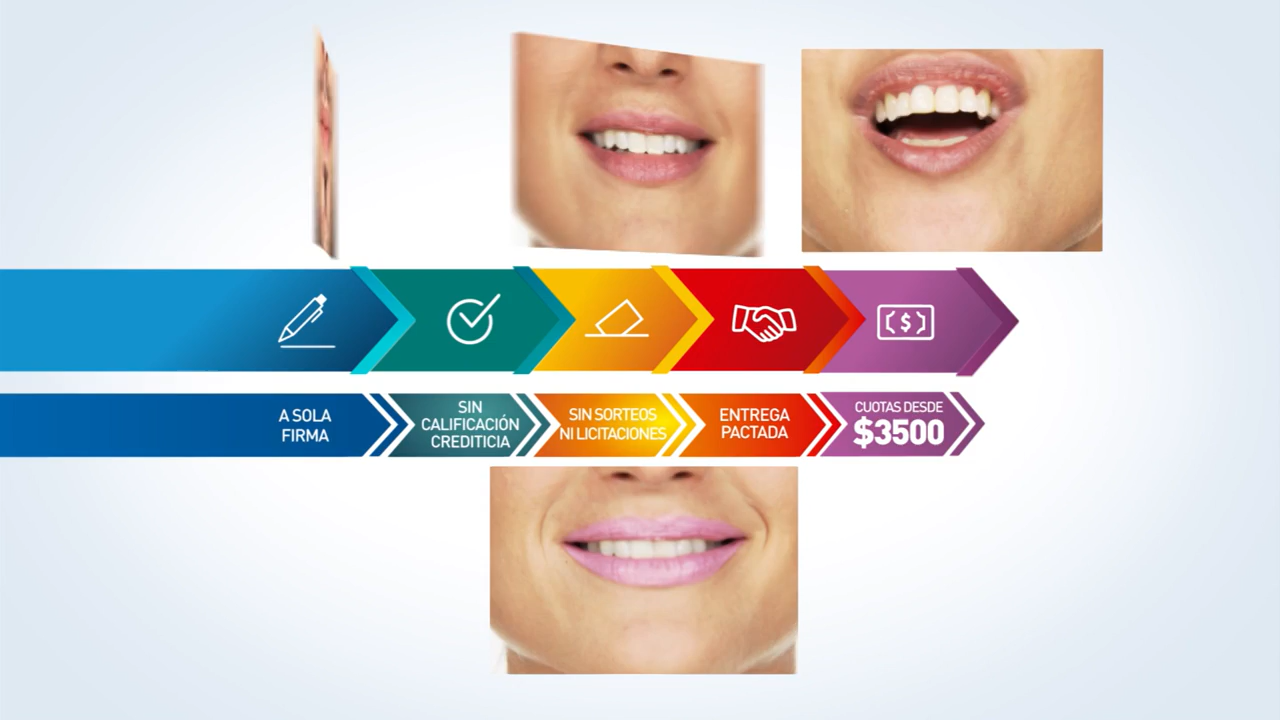 A SOLA
FIRMA
SIN
CALIFICACIÓN
CREDITICIA
SIN SORTEOS
NI LICITACIONES
ENTREGA
PACTADA
CUOTAS DESDE
$3500